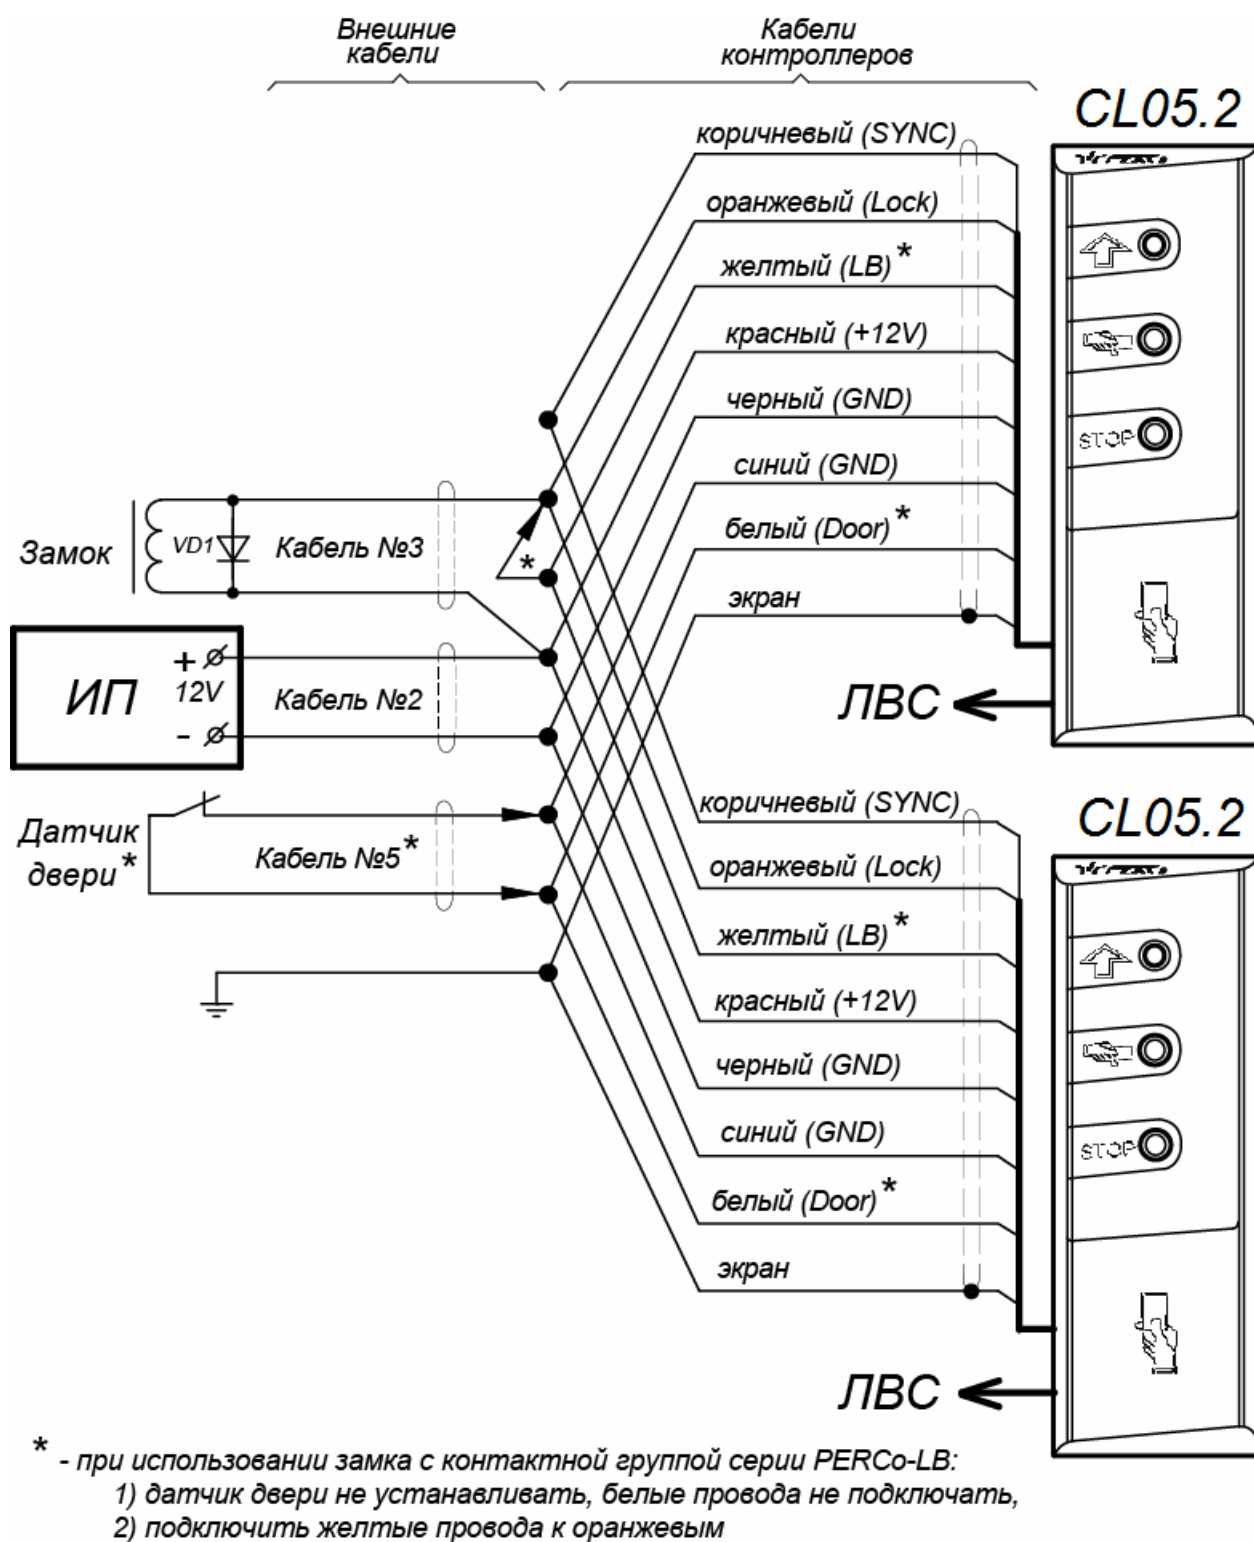 Внешние
кабели
Кабели
контроллеров
CL05.2
коричневый (SYNC)
оранжевый (Lock)
желтый (LB)*
красный (+12V)
черный (GND)
синий (GND)
белый (Door)*
экран
STOP
ЛВС
Замок
VD1
Кабель №3
*
ИП
+
12V
-
Кабель №2
Датчик
двери*
Кабель №5*
CL05.2
коричневый (SYNC)
оранжевый (Lock)
желтый (LB)*
красный (+12V)
черный (GND)
синий (GND)
белый (Door)*
экран
STOP
ЛВС
* - при использовании замка с контактной группой серии PERCo-LB:
1) датчик двери не устанавливать, белые провода не подключать,
2) подключить желтые провода к оранжевым